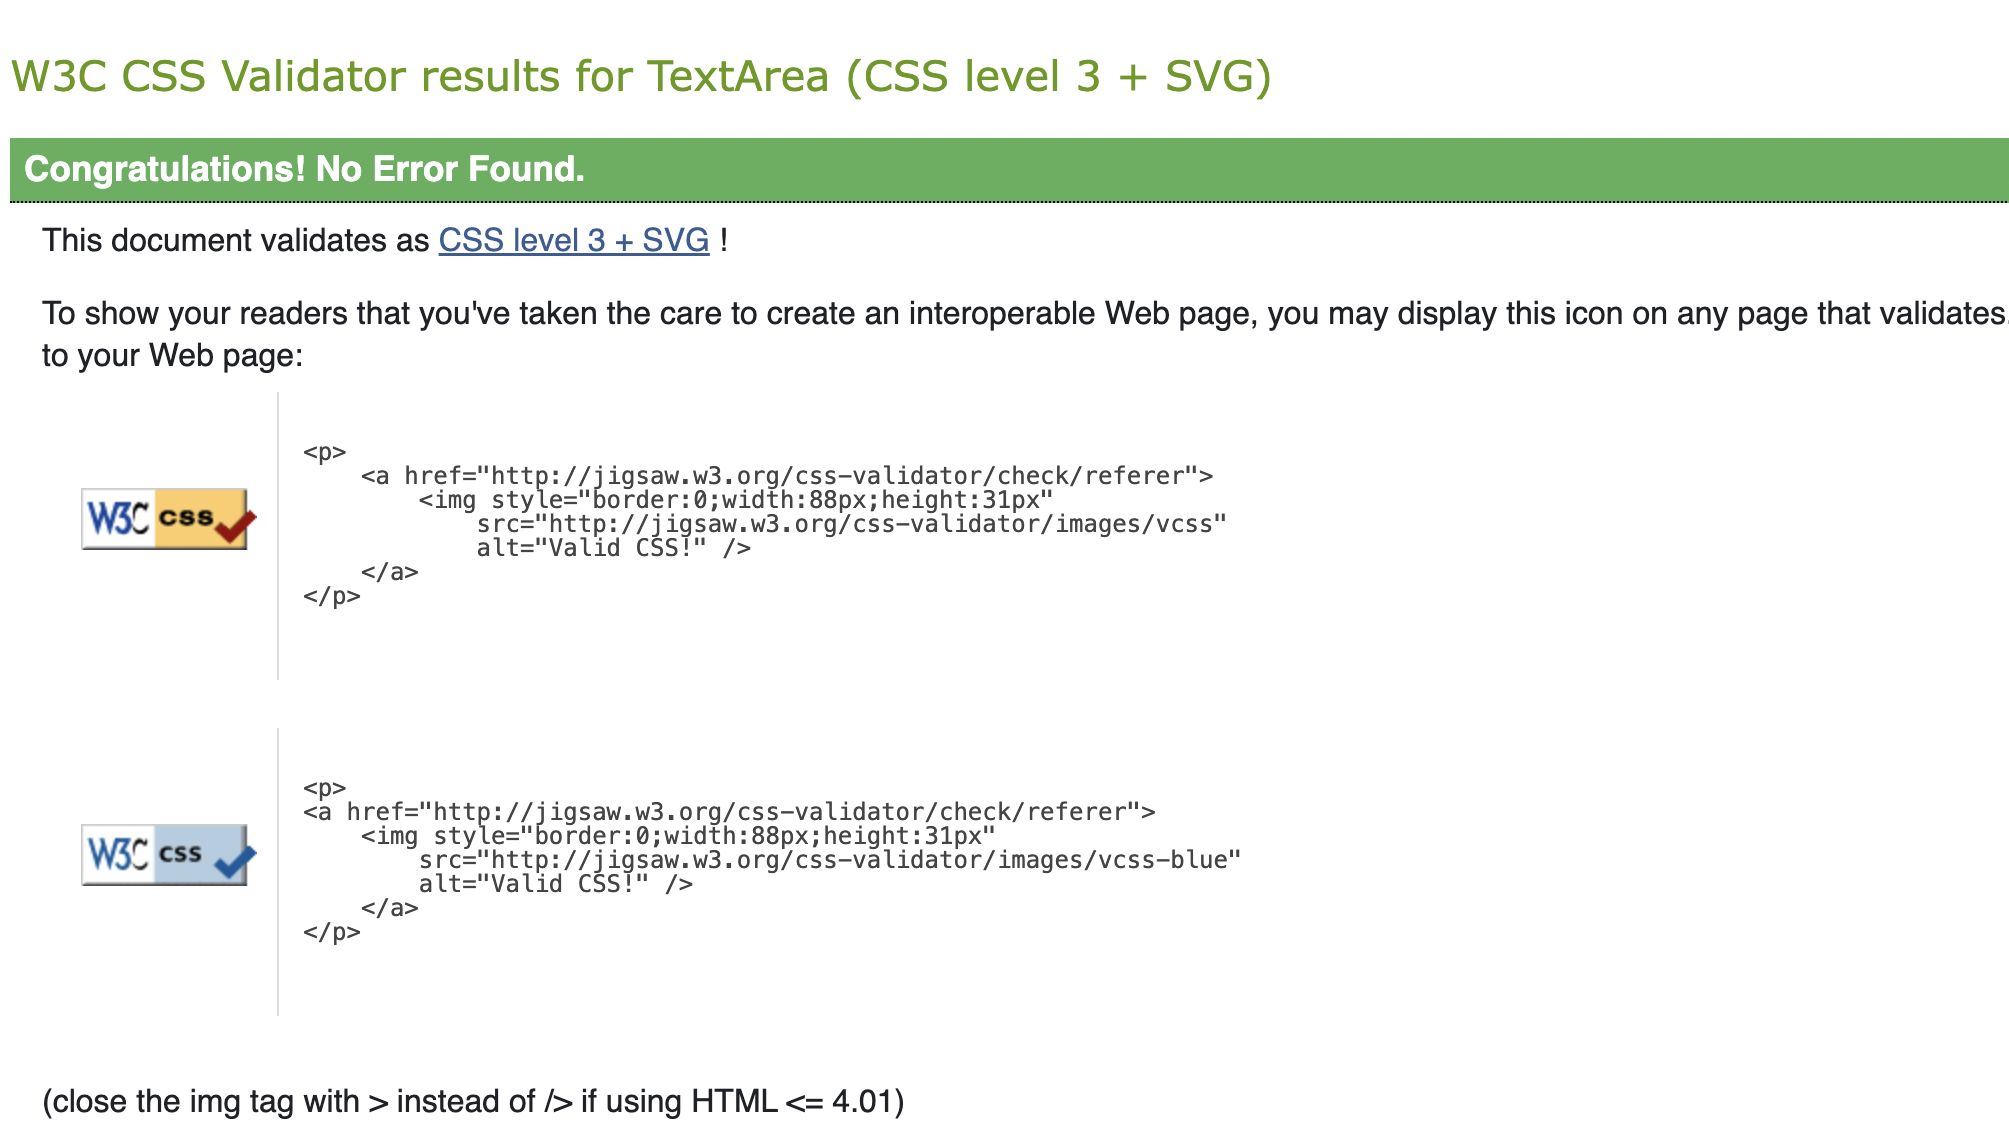 W3C CSS Validator results for TextArea (CSS level 3 + SVG)
Congratulations! No Error Found.
This document validates as CSS level 3 + SVG !
To show your readers that you've taken the care to create an interoperable Web page, you may display this icon on any page that validates.
to your Web page:
<p>
    <a href="http://jigsaw.w3.org/css-validator/check/referer">
        <img style="border:0;width:88px;height:31px"
            src="http://jigsaw.w3.org/css-validator/images/vcss"
            alt="Valid CSS!" />
    </a>
</p>
W3C css
<p>
<a href="http://jigsaw.w3.org/css-validator/check/referer">
    <img style="border:0;width:88px;height:31px"
        src="http://jigsaw.w3.org/css-validator/images/vcss-blue"
        alt="Valid CSS!" />
    </a>
</p>
W3C css
(close the img tag with > instead of /> if using HTML <= 4.01)